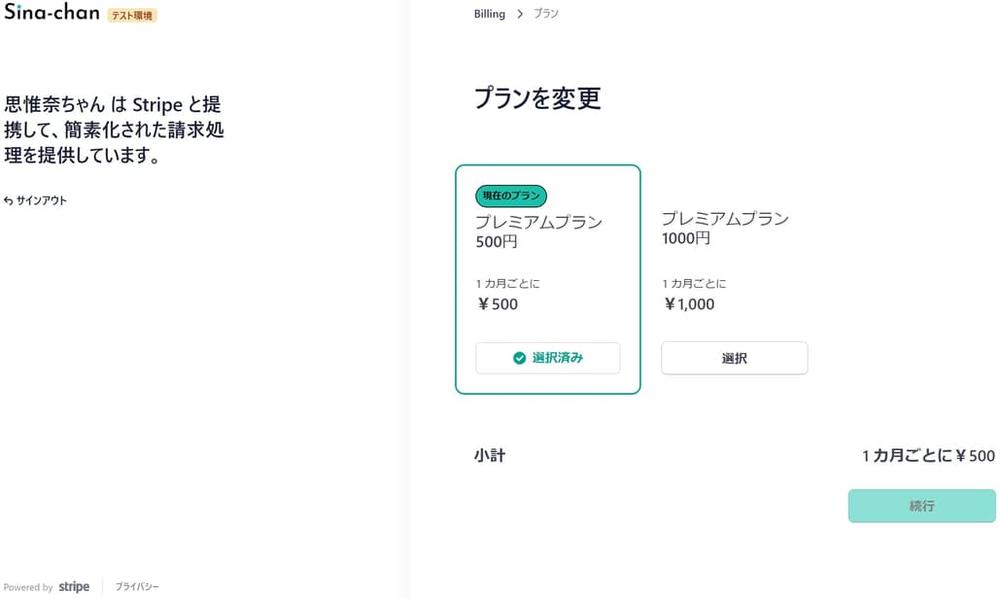 Sina-chan テスト環境
思惟奈ちゃん は Stripe と提
携して、簡素化された請求処
理を提供しています。
サインアウト
Powered by stripe プライバシー
Billing プラン
プランを変更
現在のプラン
プレミアムプラン
500円
1 カ月ごとに
￥500
選択済み
プレミアムプラン
1000円
1 カ月ごとに
￥1,000
選択
小計
1 カ月ごとに￥500
続行